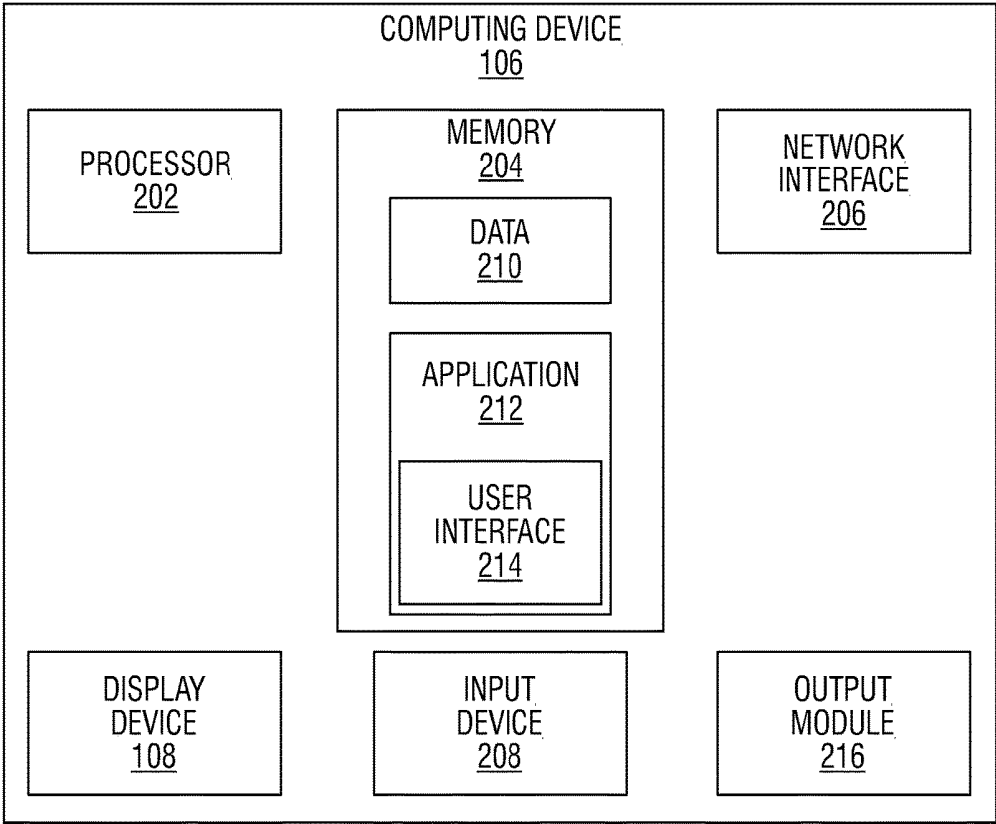 COMPUTING DEVICE
106
PROCESSOR
202
MEMORY
204
NETWORK
INTERFACE
206
DATA
210
APPLICATION
212
USER
INTERFACE
214
DISPLAY
DEVICE
108
INPUT
DEVICE
208
OUTPUT
MODULE
216